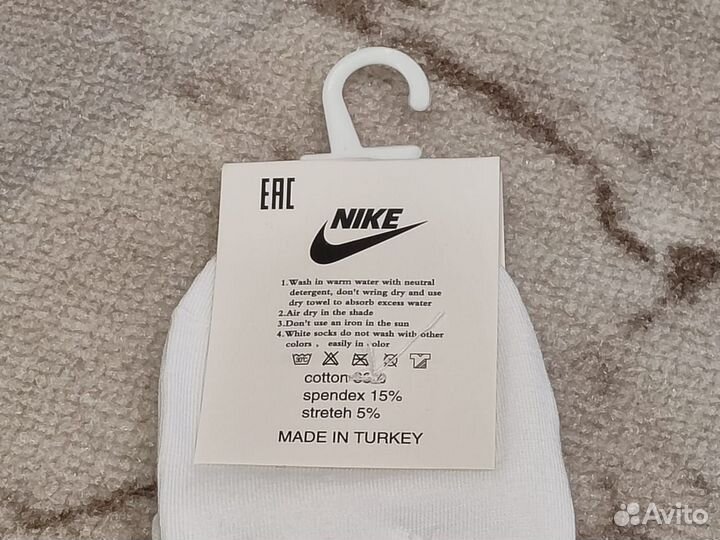 EAC
NIKE
1.Wash in warm water with neutral
detergent, don't wring dry and use
dry towel to absorb excess water
2.Air dry in the shade
3.Don't use an iron in the sun
4.White socks do not wash with other
colors , easily in color
30°C
cotton
spendex 15%
streteh 5%
MADE IN TURKEY
Avito